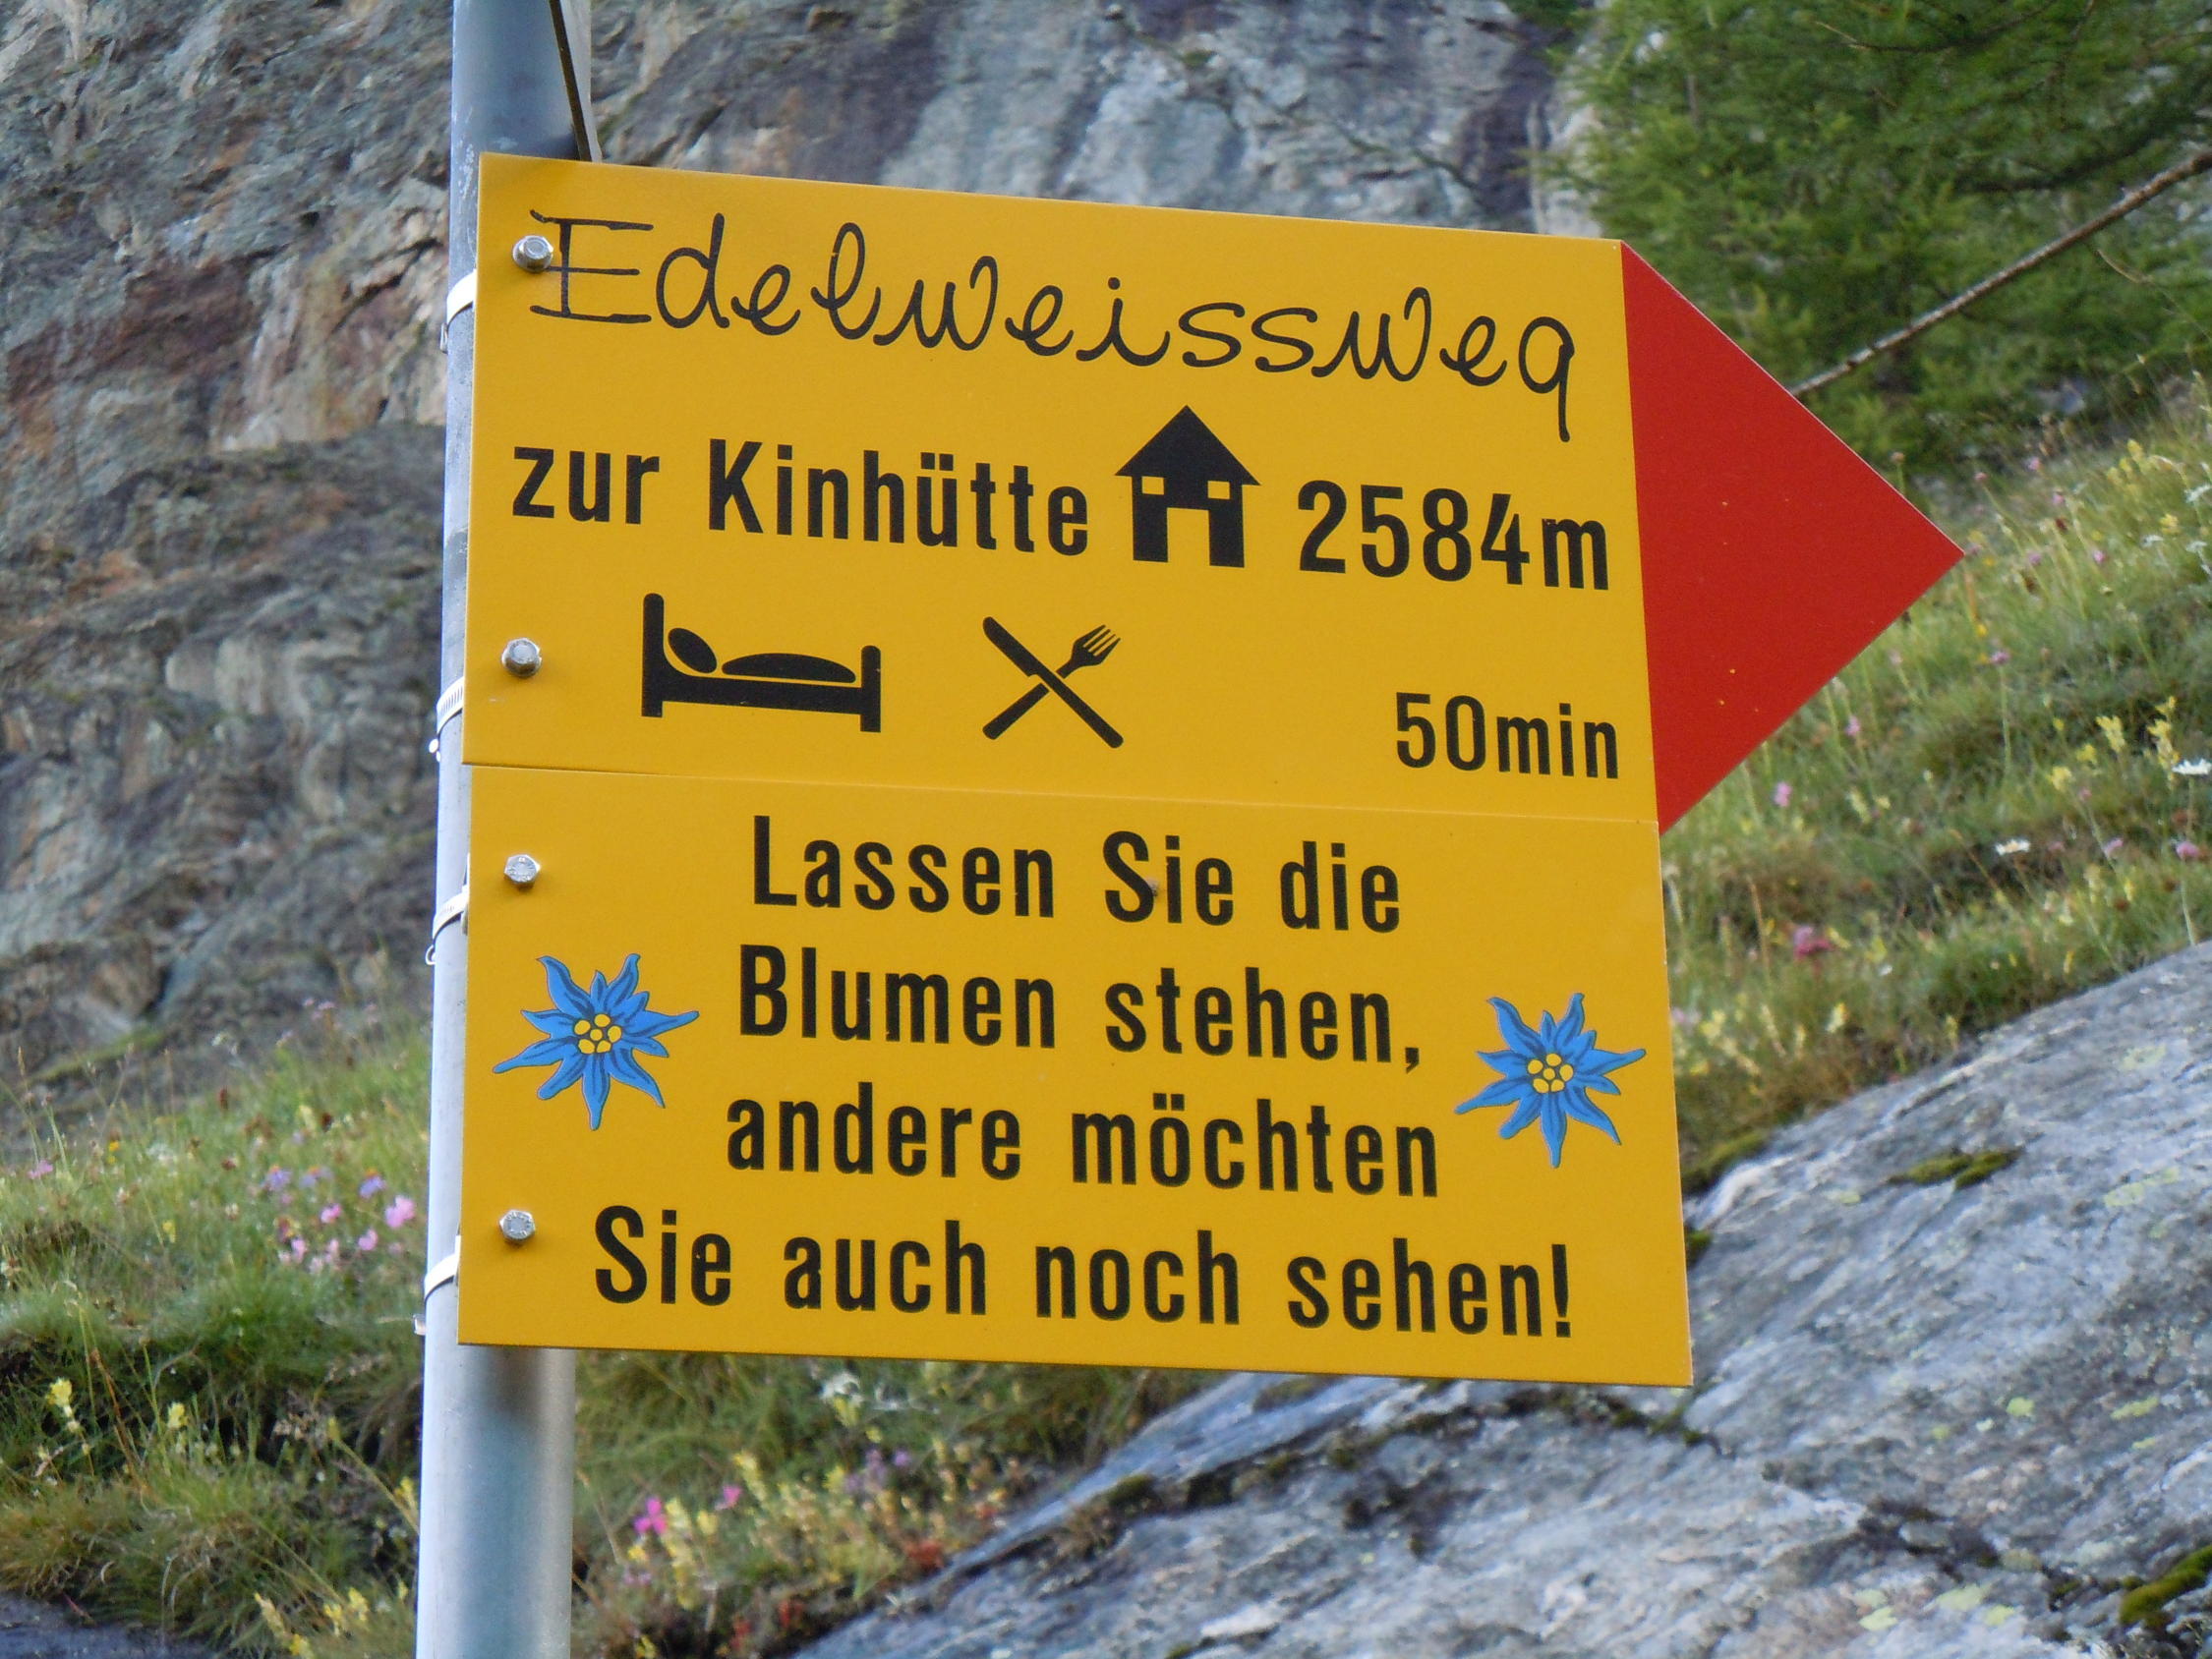 Edelweissweg
zur Kinhütte 2584m
50min
Lassen Sie die
Blumen stehen,
andere möchten
Sie auch noch sehen!